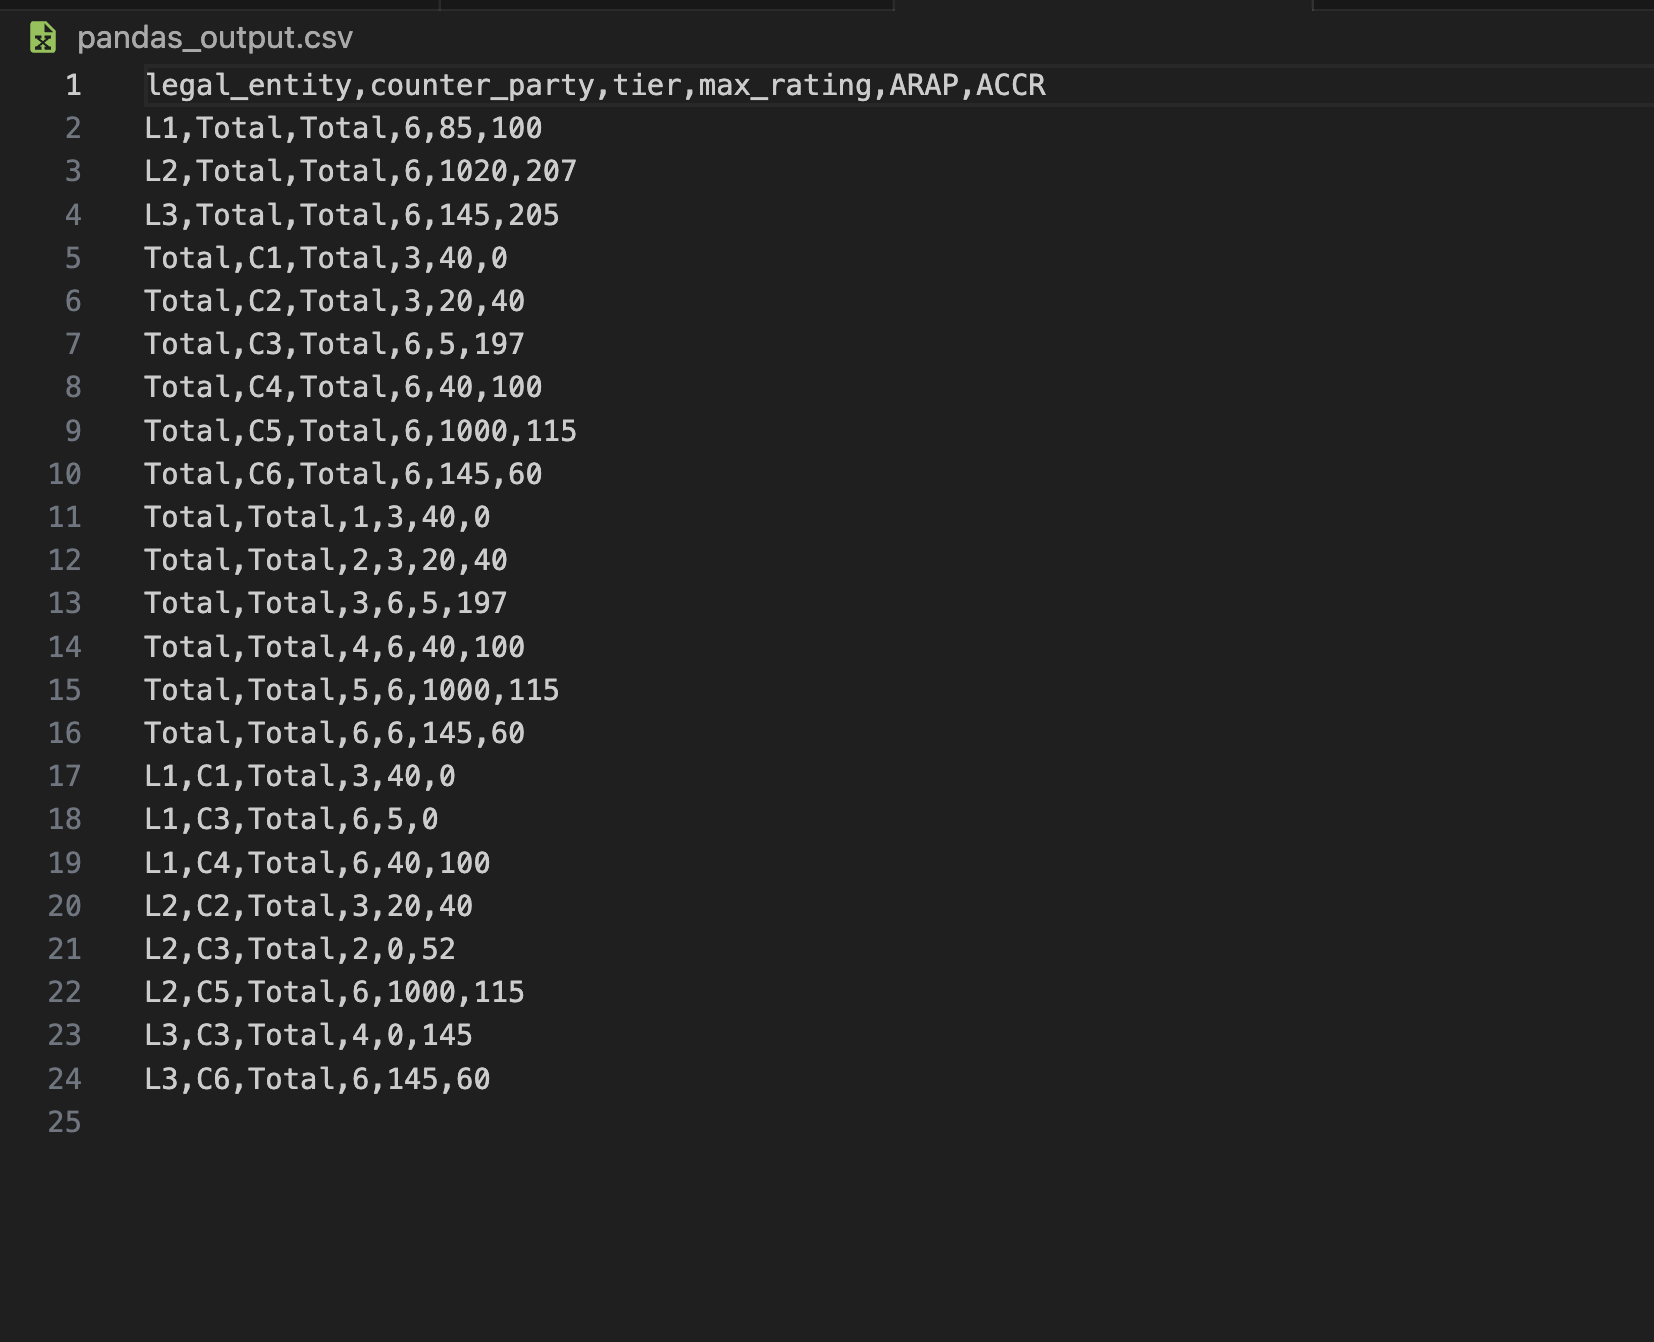 pandas_output.csv
1 legal_entity,counter_party,tier,max_rating,ARAP,ACCR
2 L1,Total,Total,6,85,100
3 L2,Total,Total,6,1020,207
4 L3,Total,Total,6,145,205
5 Total,C1,Total,3,40,0
6 Total,C2,Total,3,20,40
7 Total,C3,Total,6,5,197
8 Total,C4,Total,6,40,100
9 Total,C5,Total,6,1000,115
10 Total,C6,Total,6,145,60
11 Total,Total,1,3,40,0
12 Total,Total,2,3,20,40
13 Total,Total,3,6,5,197
14 Total,Total,4,6,40,100
15 Total,Total,5,6,1000,115
16 Total,Total,6,6,145,60
17 L1,C1,Total,3,40,0
18 L1,C3,Total,6,5,0
19 L1,C4,Total,6,40,100
20 L2,C2,Total,3,20,40
21 L2,C3,Total,2,0,52
22 L2,C5,Total,6,1000,115
23 L3,C3,Total,4,0,145
24 L3,C6,Total,6,145,60
25